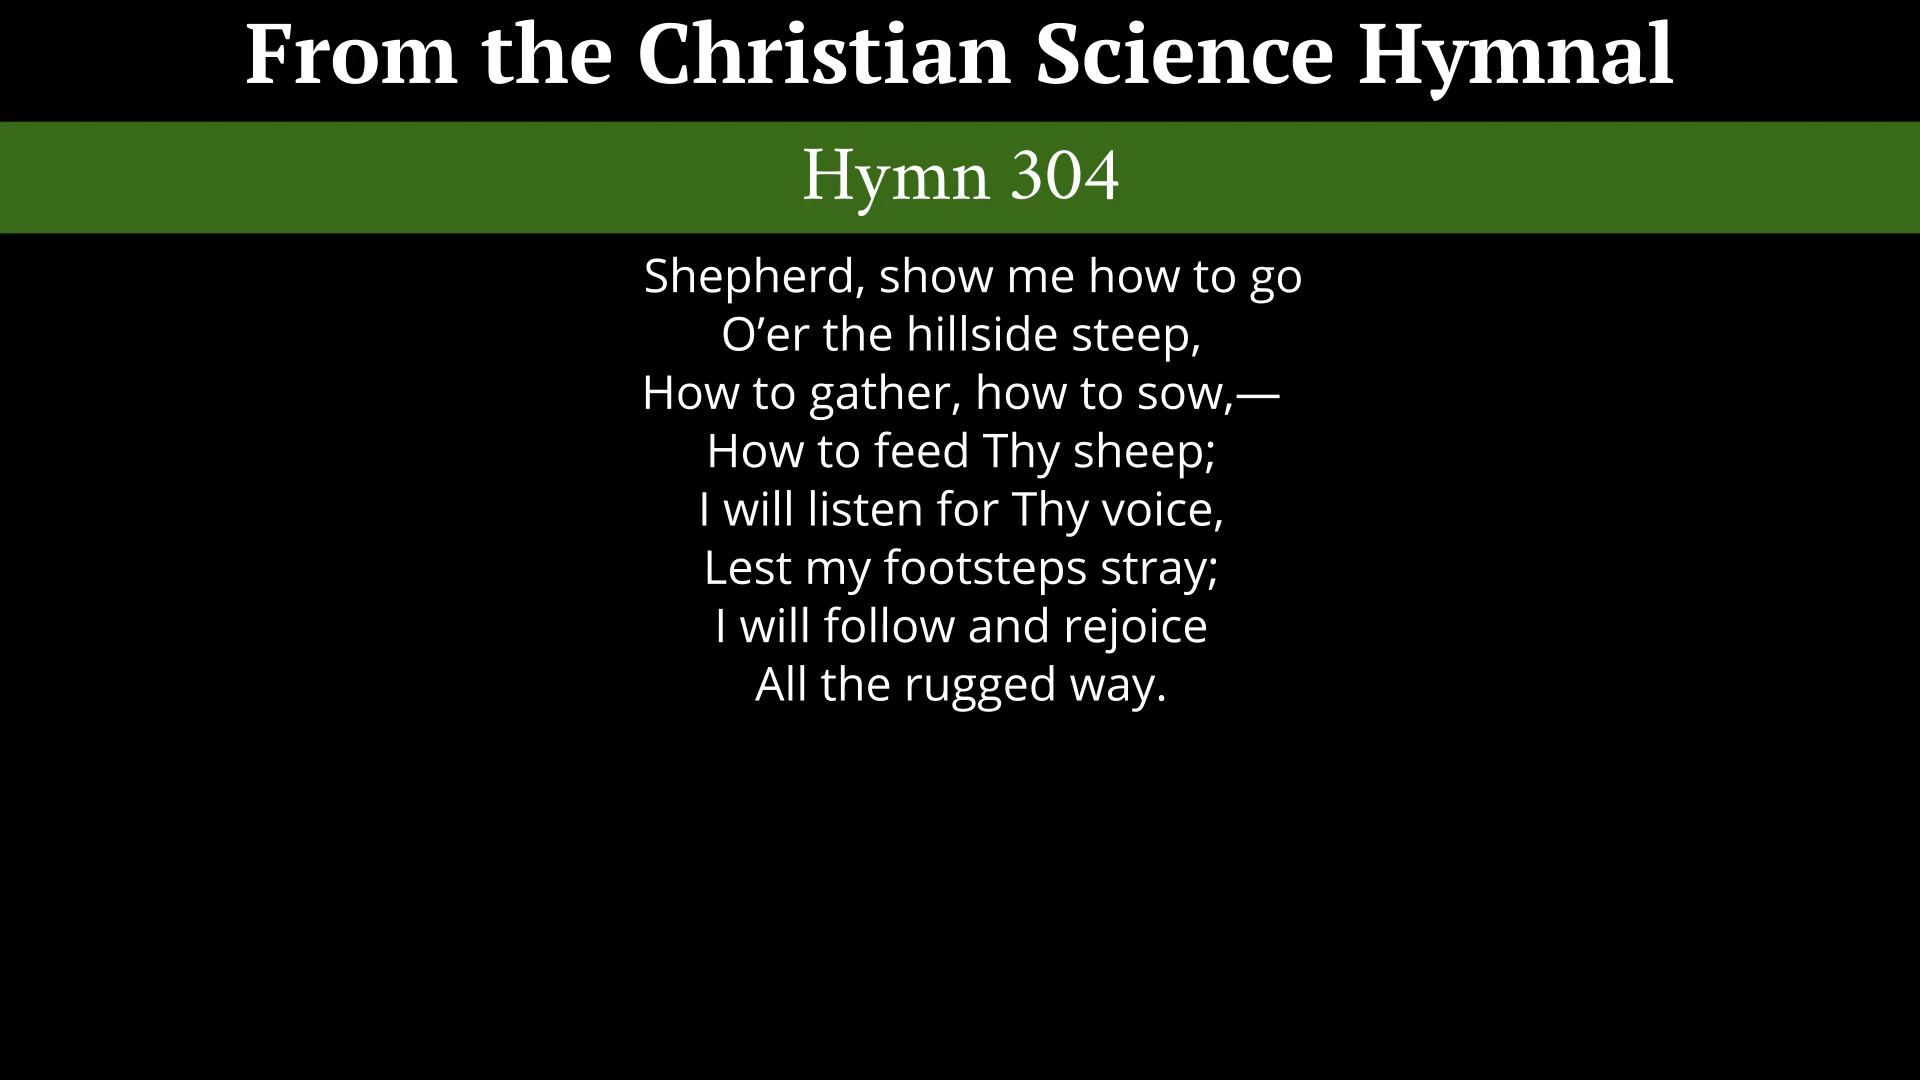 From the Christian Science Hymnal
Hymn 304
Shepherd, show me how to go
O’er the hillside steep,
How to gather, how to sow,—
How to feed Thy sheep;
I will listen for Thy voice,
Lest my footsteps stray;
I will follow and rejoice
All the rugged way.